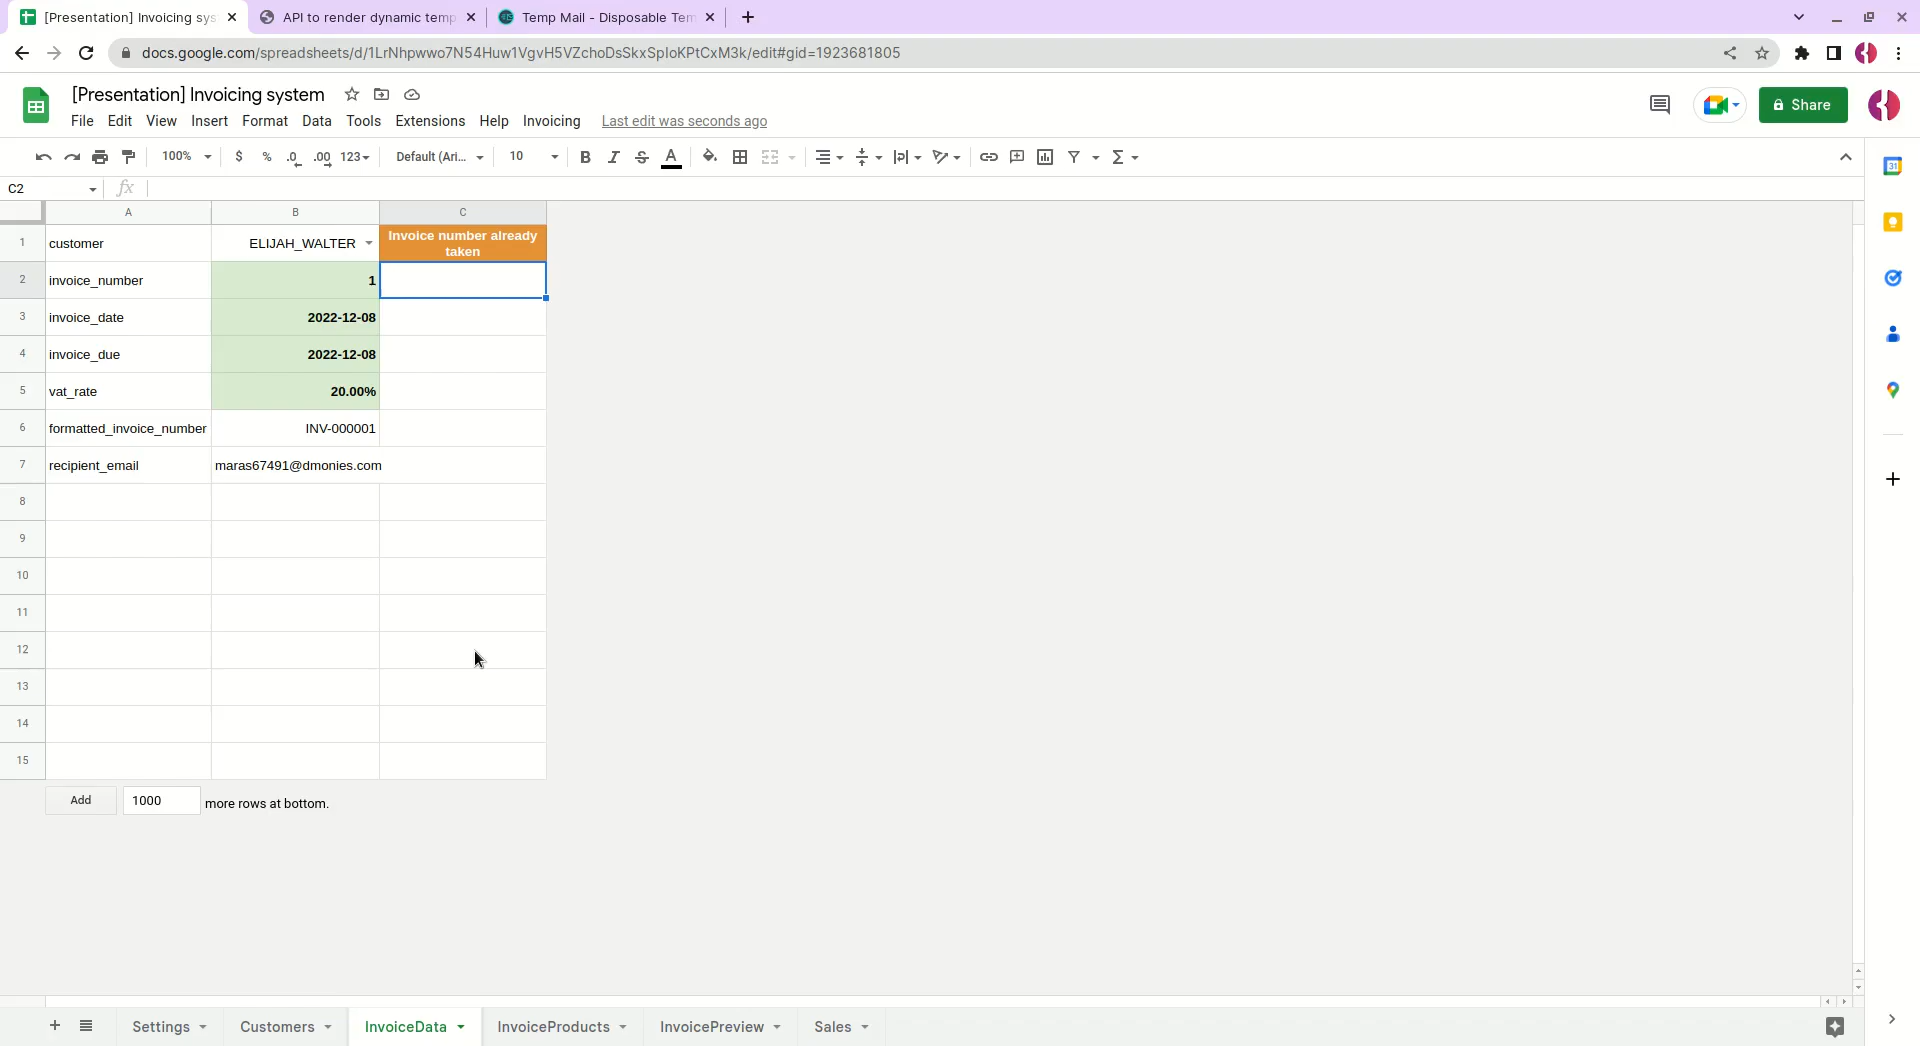 [Presentation] Invoicing sys
API to render dynamic temp
Temp Mail - Disposable Tem
docs.google.com/spreadsheets/d/1LrNhpwwo7N54Huw1VgvH5VZchoDsSkxSpIoKPtCxM3k/edit#gid=1923681805
[Presentation] Invoicing system
File Edit View Insert Format Data Tools Extensions Help Invoicing Last edit was seconds ago
Share
100% $ % .0 .00 123 Default (Ari... 10 B I S A
31
C2 fx
A B C
1 customer ELIJAH_WALTER Invoice number already
taken
2 invoice_number 1
3 invoice_date 2022-12-08
4 invoice_due 2022-12-08
5 vat_rate 20.00%
6 formatted_invoice_number INV-000001
7 recipient_email maras67491@dmonies.com
8
9
10
11
12
13
14
15
Add 1000 more rows at bottom.
Settings Customers InvoiceData InvoiceProducts InvoicePreview Sales